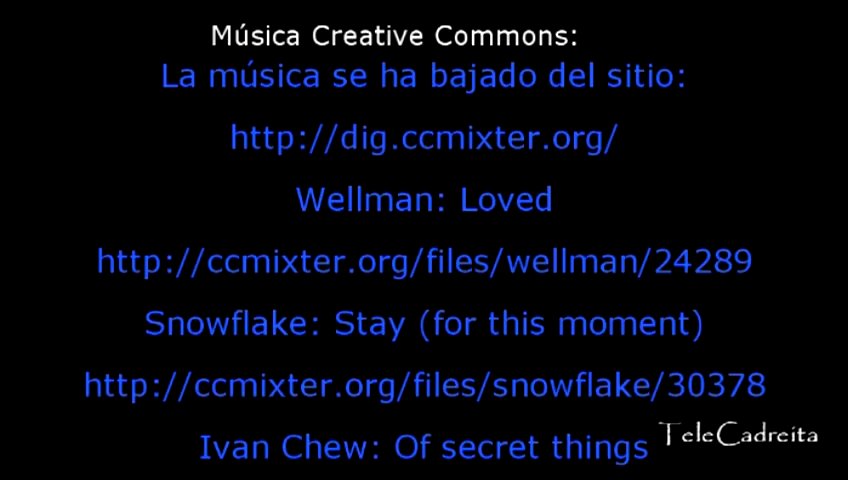 Música Creative Commons:
La música se ha bajado del sitio:
http://dig.ccmixter.org/
Wellman: Loved
http://ccmixter.org/files/wellman/24289
Snowflake: Stay (for this moment)
http://ccmixter.org/files/snowflake/30378
Ivan Chew: Of secret things
TeleCadreita